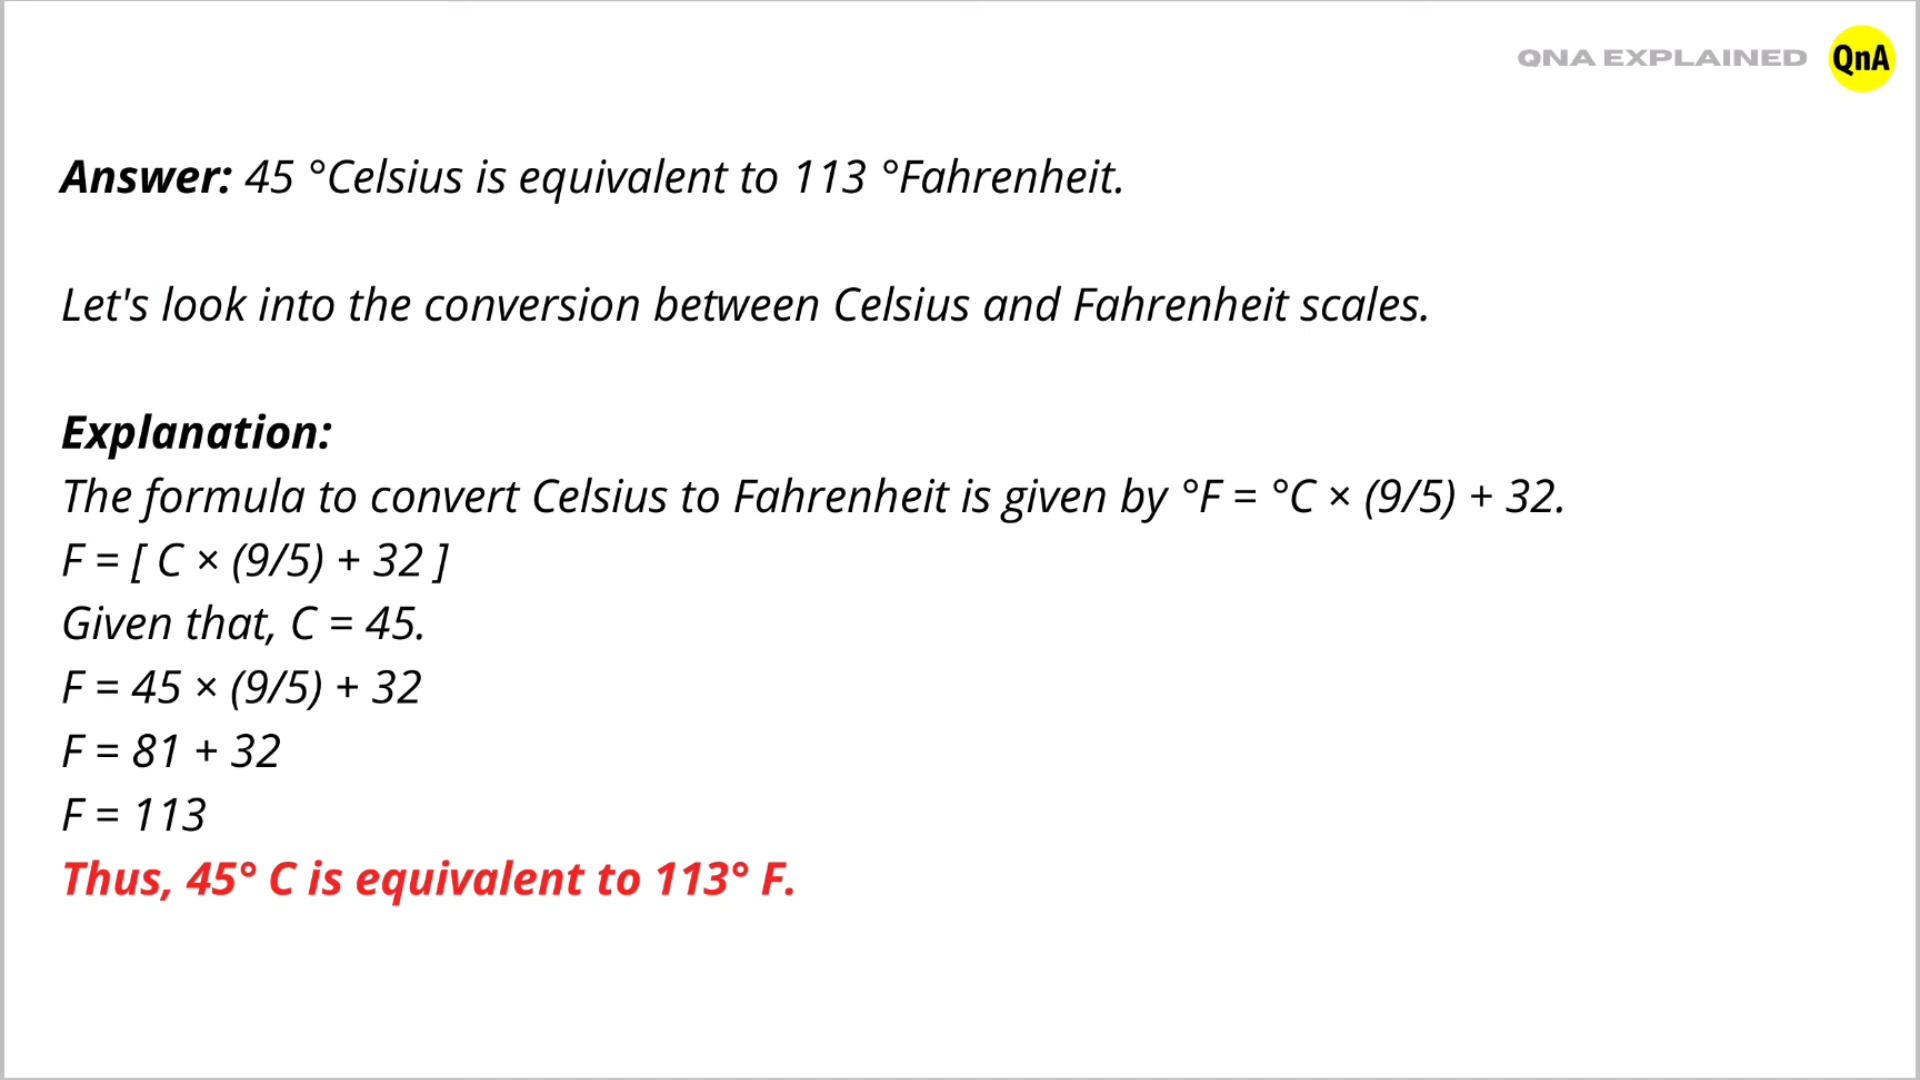 QNA EXPLAINED QnA
Answer: 45 °Celsius is equivalent to 113 °Fahrenheit.
Let's look into the conversion between Celsius and Fahrenheit scales.
Explanation:
The formula to convert Celsius to Fahrenheit is given by °F = °C × (9/5) + 32.
F = [ C × (9/5) + 32 ]
Given that, C = 45.
F = 45 × (9/5) + 32
F = 81 + 32
F = 113
Thus, 45° C is equivalent to 113° F.